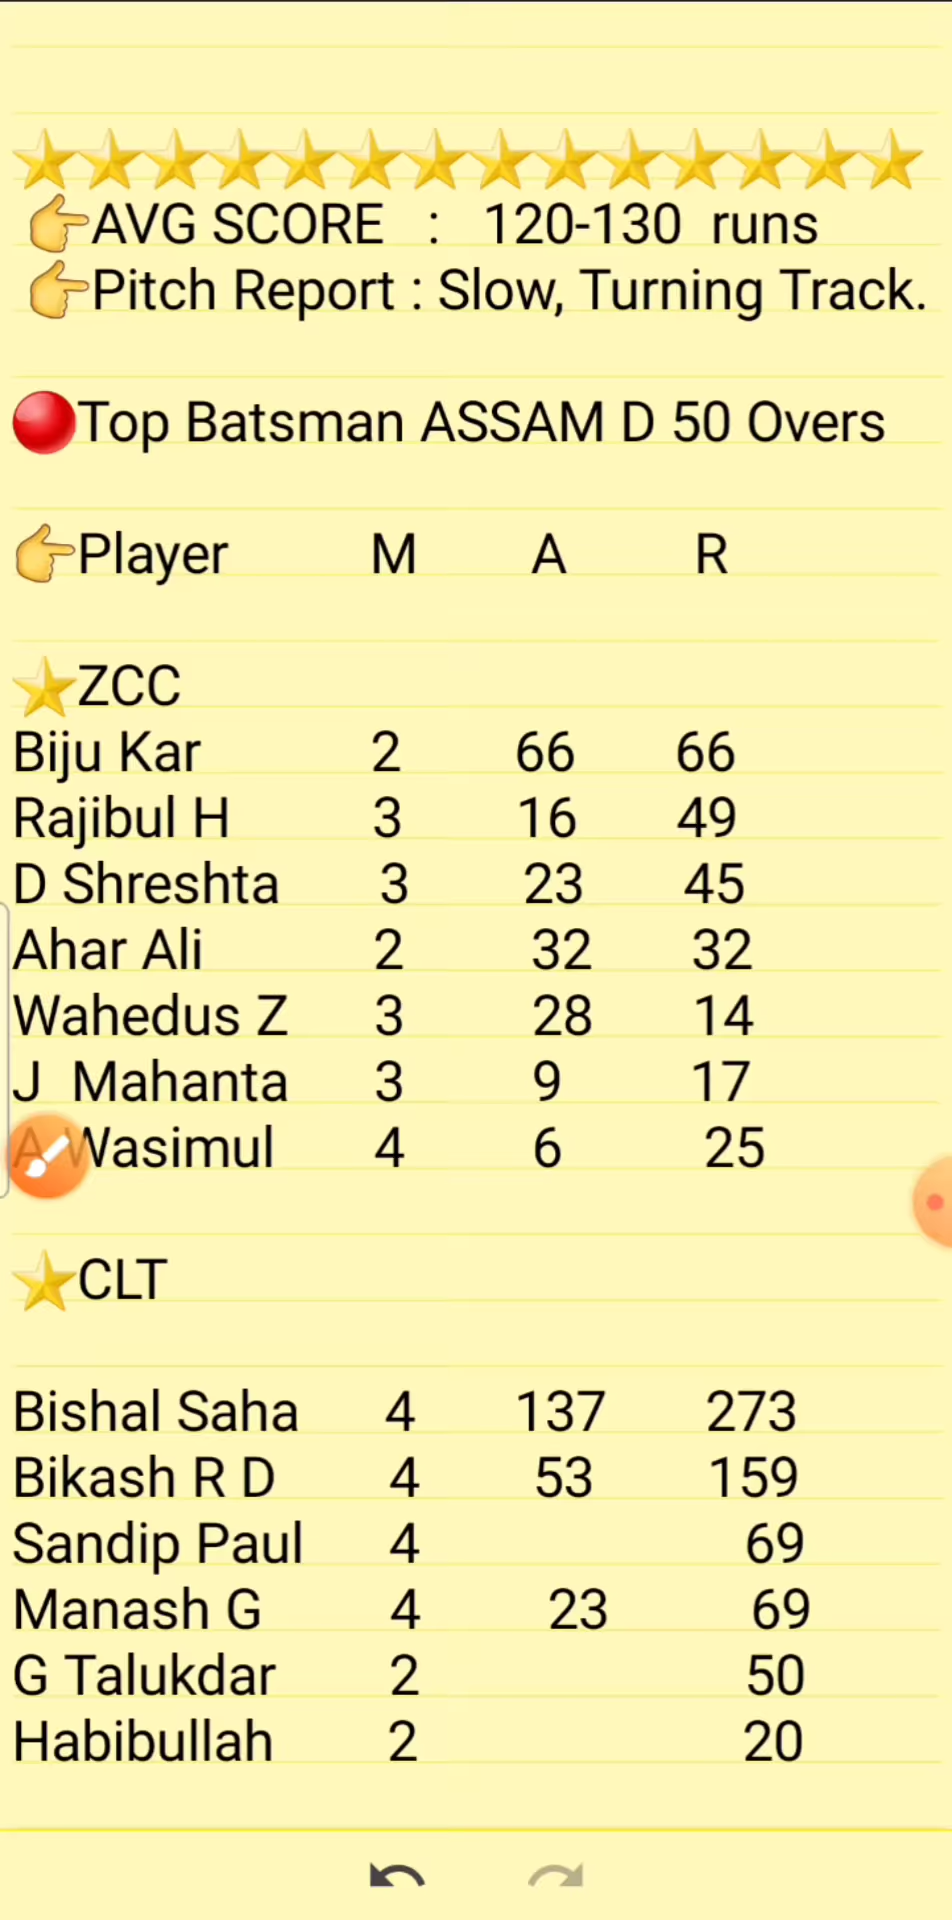 ⭐⭐⭐⭐⭐⭐⭐⭐⭐⭐⭐⭐⭐⭐
👉AVG SCORE : 120-130 runs
👉Pitch Report : Slow, Turning Track.
🔴Top Batsman ASSAM D 50 Overs
👉Player M A R
⭐ZCC
Biju Kar 2 66 66
Rajibul H 3 16 49
D Shreshta 3 23 45
Ahar Ali 2 32 32
Wahedus Z 3 28 14
J Mahanta 3 9 17
A Wasimul 4 6 25
⭐CLT
Bishal Saha 4 137 273
Bikash R D 4 53 159
Sandip Paul 4 69
Manash G 4 23 69
G Talukdar 2 50
Habibullah 2 20